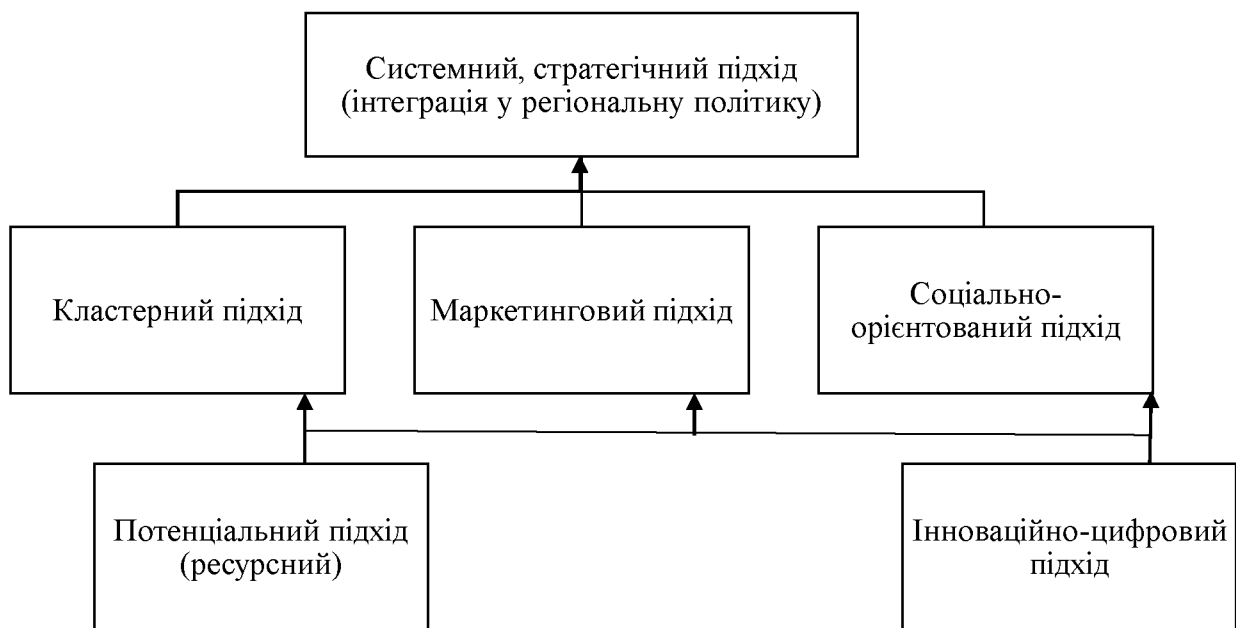 Системний, стратегічний підхід
(інтеграція у регіональну політику)
Кластерний підхід
Маркетинговий підхід
Соціально-
орієнтований підхід
Потенціальний підхід
(ресурсний)
Інноваційно-цифровий
підхід